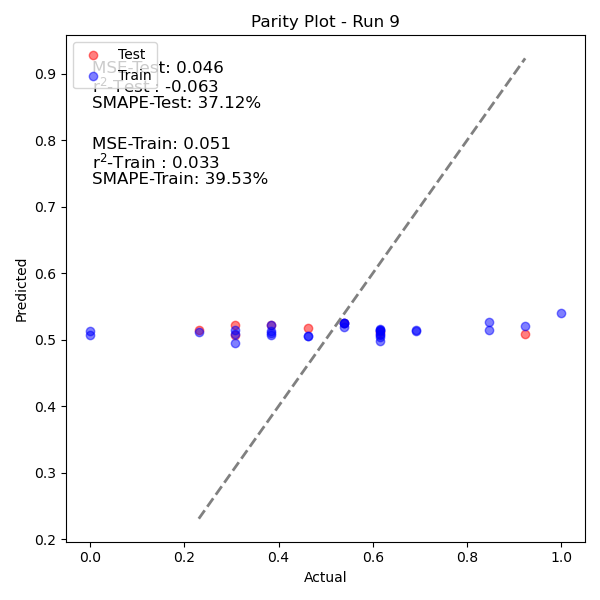 Parity Plot - Run 9
Test
Train
MSE-Test: 0.046
r²-Test : -0.063
SMAPE-Test: 37.12%
MSE-Train: 0.051
r²-Train : 0.033
SMAPE-Train: 39.53%
Predicted
0.9
0.8
0.7
0.6
0.5
0.4
0.3
0.2
0.0
0.2
0.4
0.6
0.8
1.0
Actual